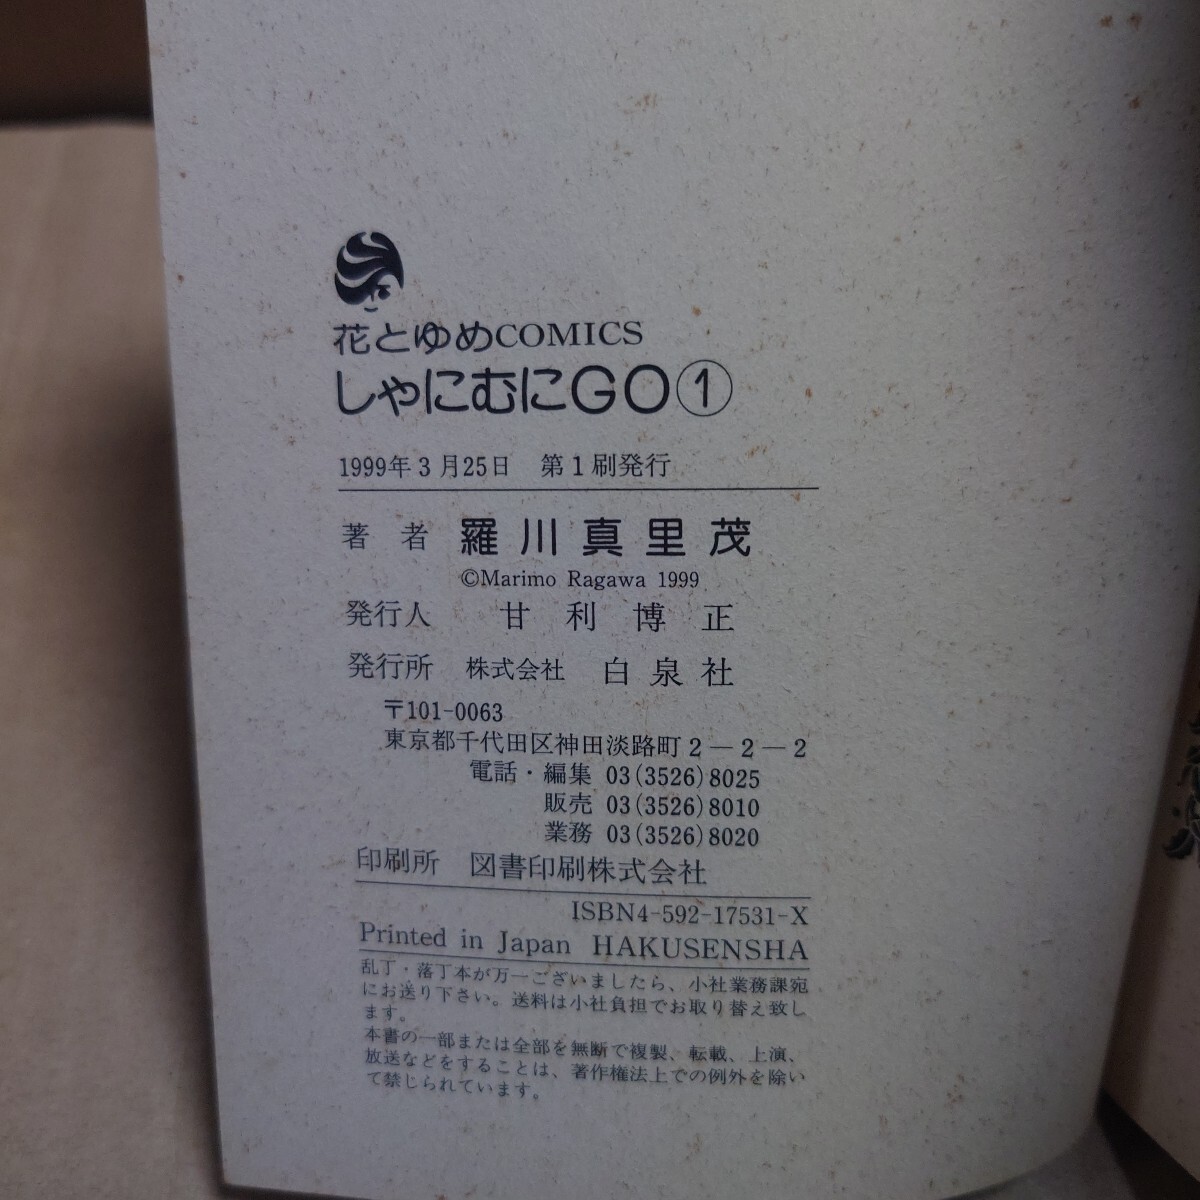 花とゆめCOMICS
しゃにむにGO①
1999年3月25日 第1刷発行
著者 羅川真里茂
©Marimo Ragawa 1999
発行人 甘利博正
発行所 株式会社 白泉社
〒101-0063
東京都千代田区神田淡路町2-2-2
電話・編集 03(3526)8025
販売 03(3526)8010
業務 03(3526)8020
印刷所 図書印刷株式会社
ISBN4-592-17531-X
Printed in Japan HAKUSENSHA
乱丁・落丁本が万一ございましたら、小社業務課宛
にお送り下さい。送料は小社負担でお取り替え致し
ます。
本書の一部または全部を無断で複製、転載、上演、
放送などをすることは、著作権法上での例外を除い
て禁じられています。